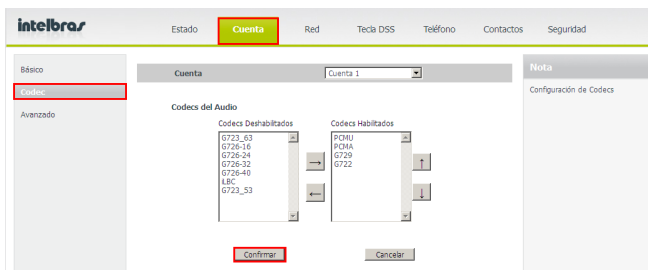 intelbras
Estado Cuenta Red Tecla DSS Teléfono Contactos Seguridad
Básico
Codec
Avanzado
Cuenta Cuenta 1
Codecs del Audio
Codecs Deshabilitados
G723_63
G726-16
G726-24
G726-32
G726-40
iLBC
G723_53
→
←
Codecs Habilitados
PCMU
PCMA
G729
G722
↑
↓
Confirmar Cancelar
Nota
Configuración de Codecs